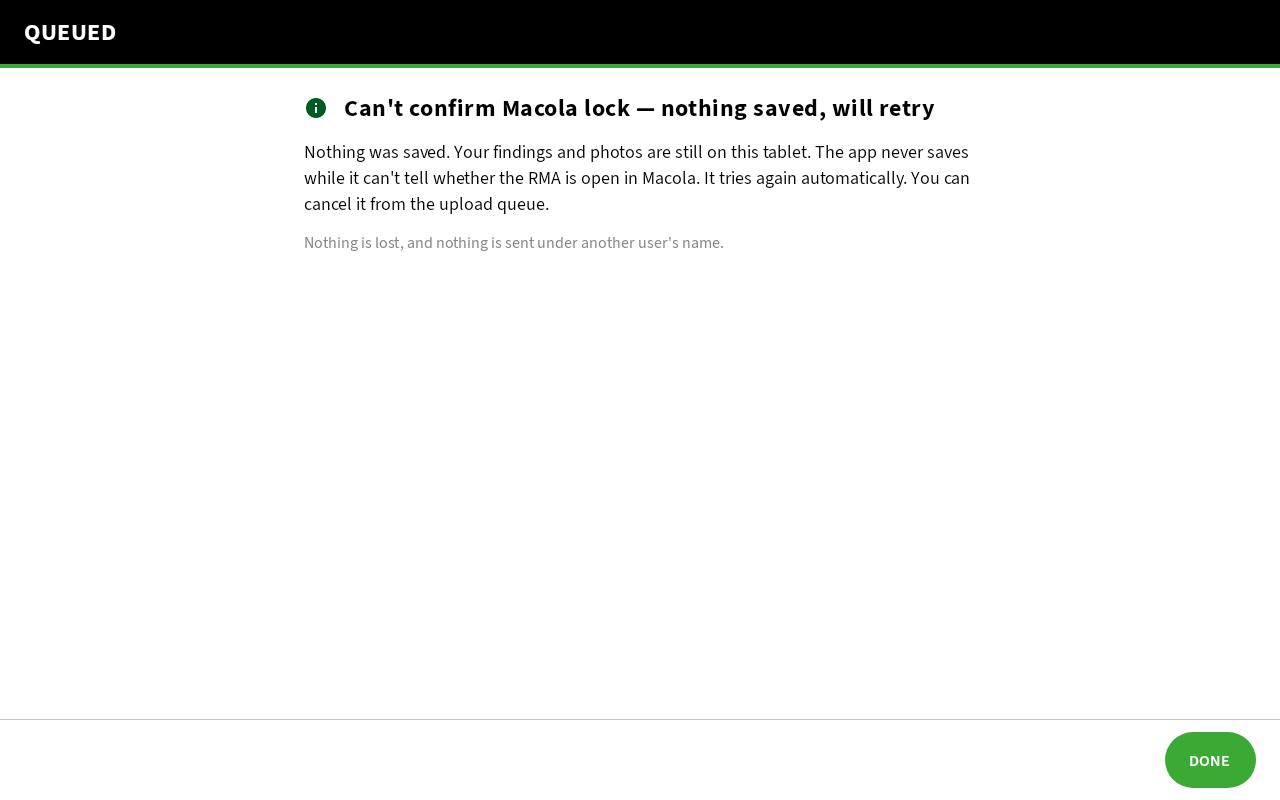 QUEUED
Can't confirm Macola lock — nothing saved, will retry
Nothing was saved. Your findings and photos are still on this tablet. The app never saves
while it can't tell whether the RMA is open in Macola. It tries again automatically. You can
cancel it from the upload queue.
Nothing is lost, and nothing is sent under another user's name.
DONE